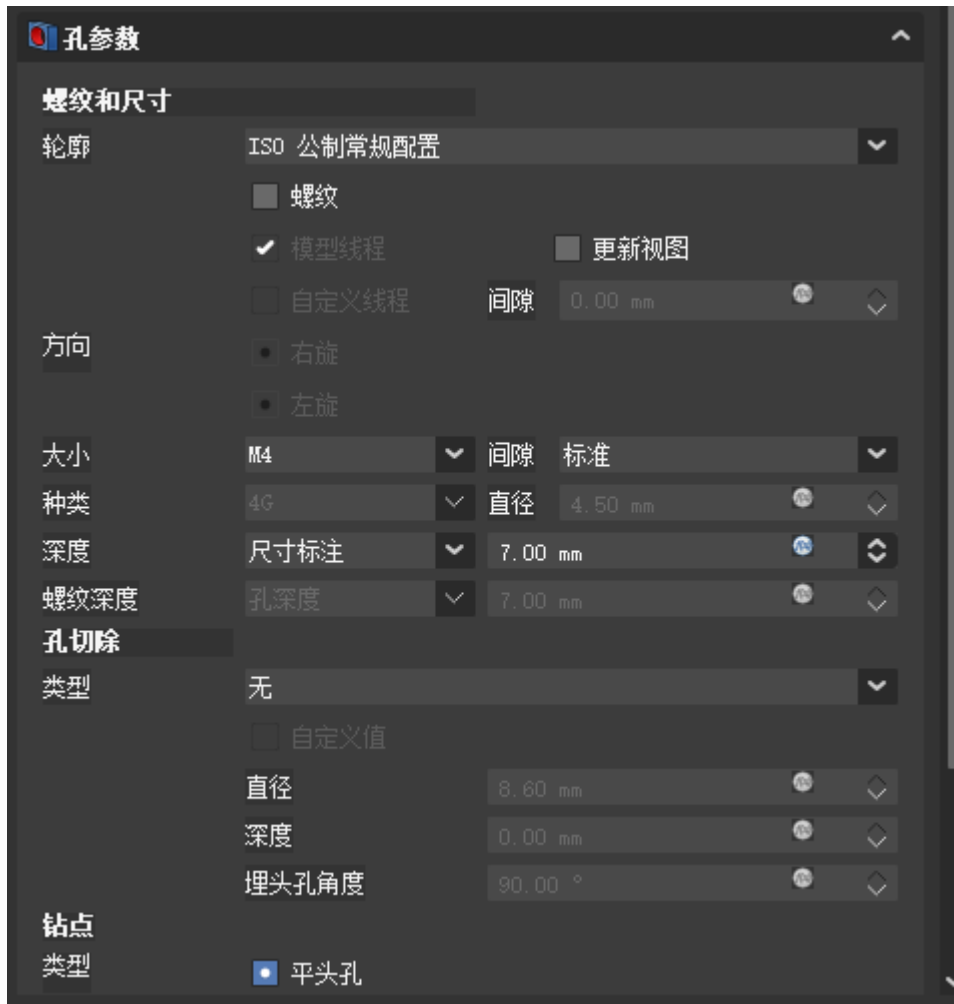 孔参数
螺纹和尺寸
轮廓 ISO 公制常规配置
螺纹
模型线程 更新视图
自定义线程 间隙 0.00 mm
方向 右旋
左旋
大小 M4 间隙 标准
种类 4G 直径 4.50 mm
深度 尺寸标注 7.00 mm
螺纹深度 孔深度 7.00 mm
孔切除
类型 无
自定义值
直径 8.60 mm
深度 0.00 mm
埋头孔角度 90.00 °
钻点
类型 平头孔